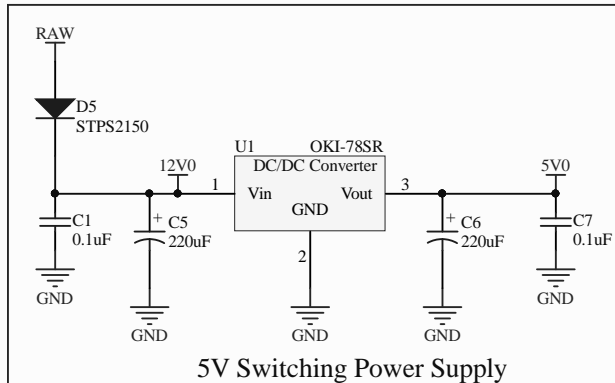 RAW
D5
STPS2150
U1 OKI-78SR
DC/DC Converter
12V0
5V0
1
Vin
Vout
3
GND
+
C1
0.1uF
C5
220uF
2
+
C6
220uF
C7
0.1uF
GND
GND
GND
GND
GND
5V Switching Power Supply